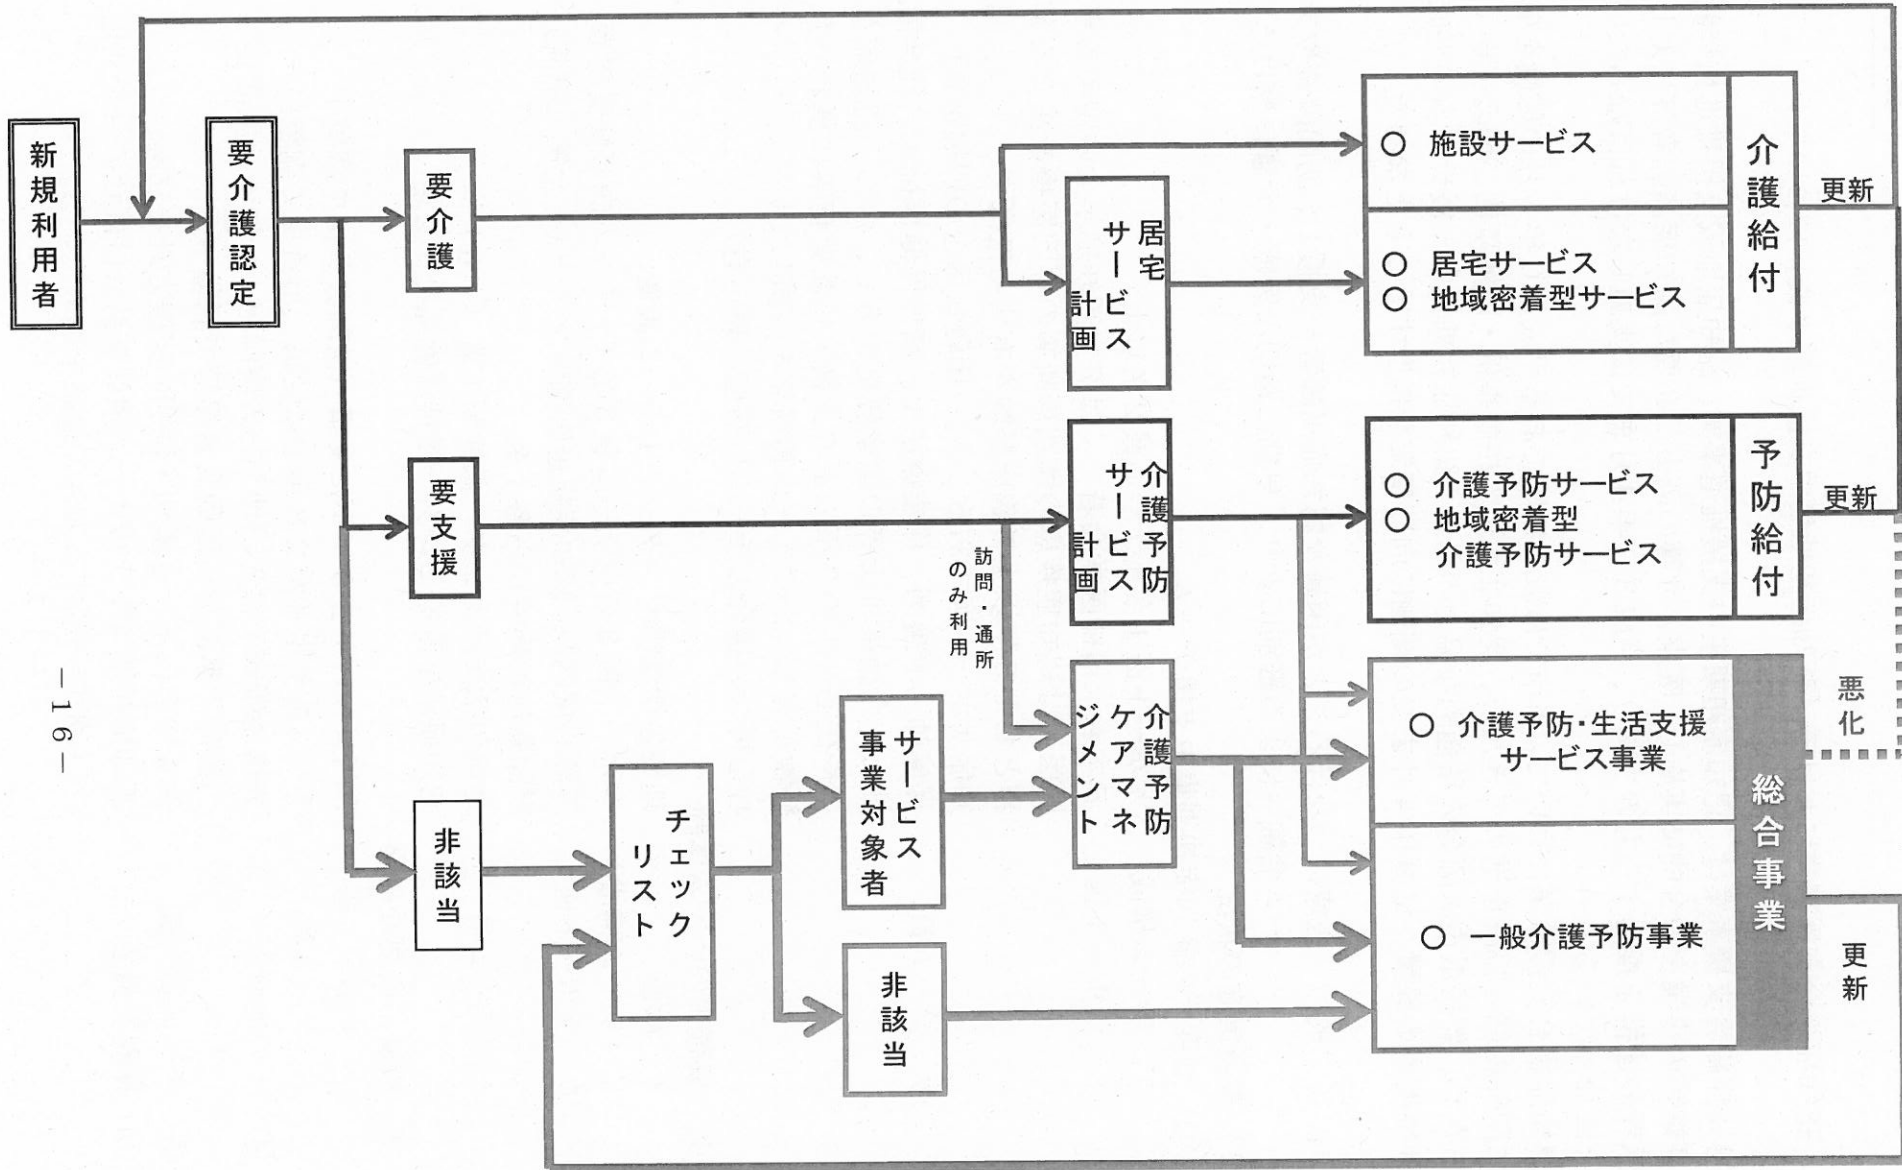 新規利用者
要介護認定
要介護
要支援
非該当
チェック
リスト
サービス
事業対象者
非該当
訪問・通所
のみ利用
居宅
サービス
計画
介護予防
サービス
計画
介護予防
ケアマネ
ジメント
○ 施設サービス
○ 居宅サービス
○ 地域密着型サービス
介護給付
更新
○ 介護予防サービス
○ 地域密着型
介護予防サービス
予防給付
更新
○ 介護予防・生活支援
サービス事業
○ 一般介護予防事業
総合事業
悪化
更新
－16－